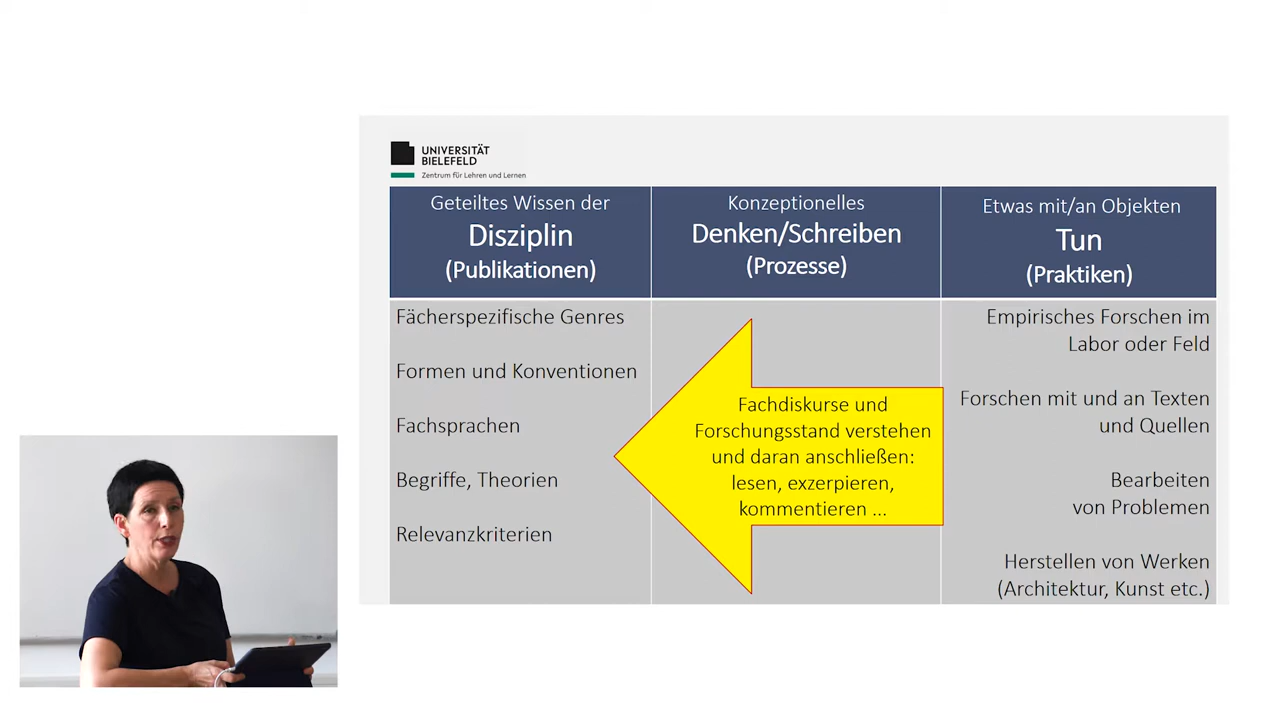 UNIVERSITÄT
BIELEFELD
Zentrum für Lehren und Lernen
Geteiltes Wissen der
Disziplin
(Publikationen)
Konzeptionelles
Denken/Schreiben
(Prozesse)
Etwas mit/an Objekten
Tun
(Praktiken)
Fächerspezifische Genres
Formen und Konventionen
Fachsprachen
Begriffe, Theorien
Relevanzkriterien
Fachdiskurse und
Forschungsstand verstehen
und daran anschließen:
lesen, exzerpieren,
kommentieren ...
Empirisches Forschen im
Labor oder Feld
Forschen mit und an Texten
und Quellen
Bearbeiten
von Problemen
Herstellen von Werken
(Architektur, Kunst etc.)